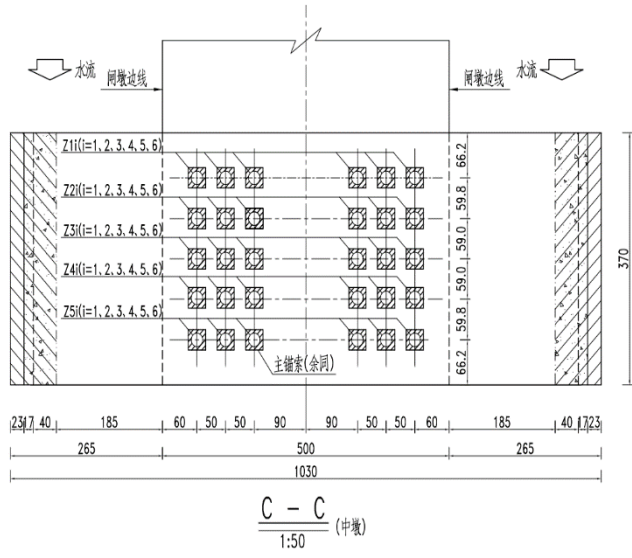 水流
闸墩边线
闸墩边线
水流
Z1i(i=1、2、3、4、5、6)
Z2i(i=1、2、3、4、5、6)
Z3i(i=1、2、3、4、5、6)
Z4i(i=1、2、3、4、5、6)
Z5i(i=1、2、3、4、5、6)
66.2
59.8
59.0
59.0
59.8
66.2
370
主锚索(余同)
23 17 40 185 60 50 50 90 90 50 50 60 185 40 17 23
265 500 265
1030
C - C (中墩)
1:50